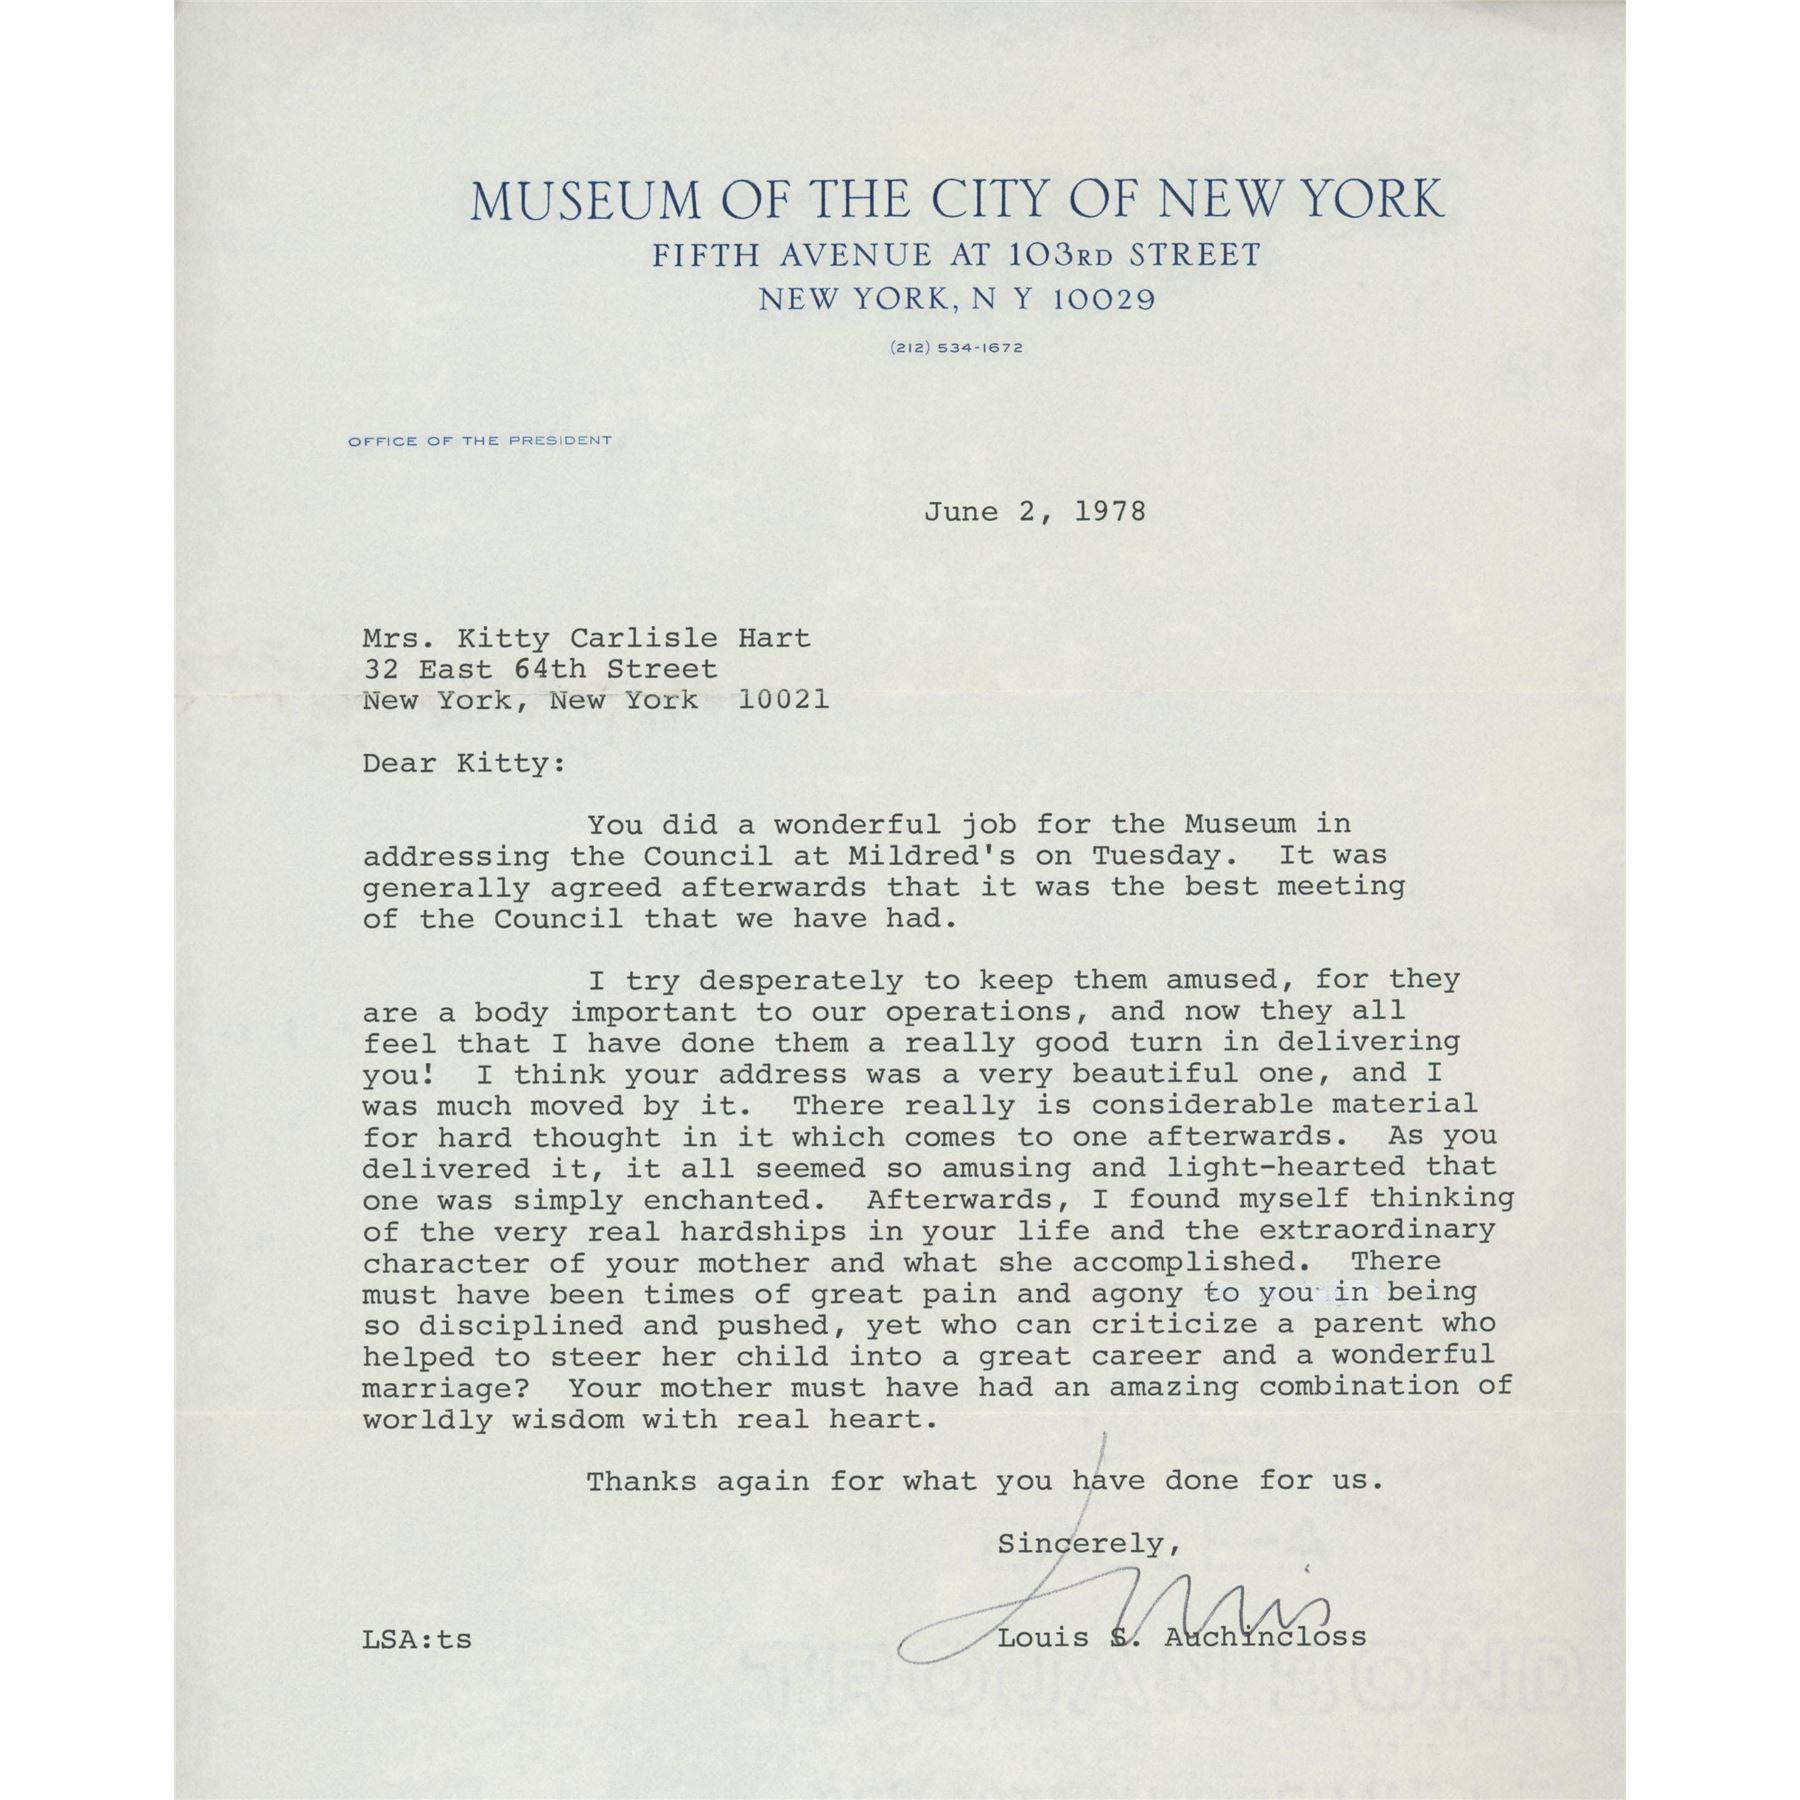 MUSEUM OF THE CITY OF NEW YORK
FIFTH AVENUE AT 103RD STREET
NEW YORK, N Y 10029
(212) 534-1672
OFFICE OF THE PRESIDENT
June 2, 1978
Mrs. Kitty Carlisle Hart
32 East 64th Street
New York, New York 10021
Dear Kitty:
You did a wonderful job for the Museum in
addressing the Council at Mildred's on Tuesday. It was
generally agreed afterwards that it was the best meeting
of the Council that we have had.
I try desperately to keep them amused, for they
are a body important to our operations, and now they all
feel that I have done them a really good turn in delivering
you! I think your address was a very beautiful one, and I
was much moved by it. There really is considerable material
for hard thought in it which comes to one afterwards. As you
delivered it, it all seemed so amusing and light-hearted that
one was simply enchanted. Afterwards, I found myself thinking
of the very real hardships in your life and the extraordinary
character of your mother and what she accomplished. There
must have been times of great pain and agony to you in being
so disciplined and pushed, yet who can criticize a parent who
helped to steer her child into a great career and a wonderful
marriage? Your mother must have had an amazing combination of
worldly wisdom with real heart.
Thanks again for what you have done for us.
Sincerely,
Louis
LSA:ts Louis S. Auchincloss